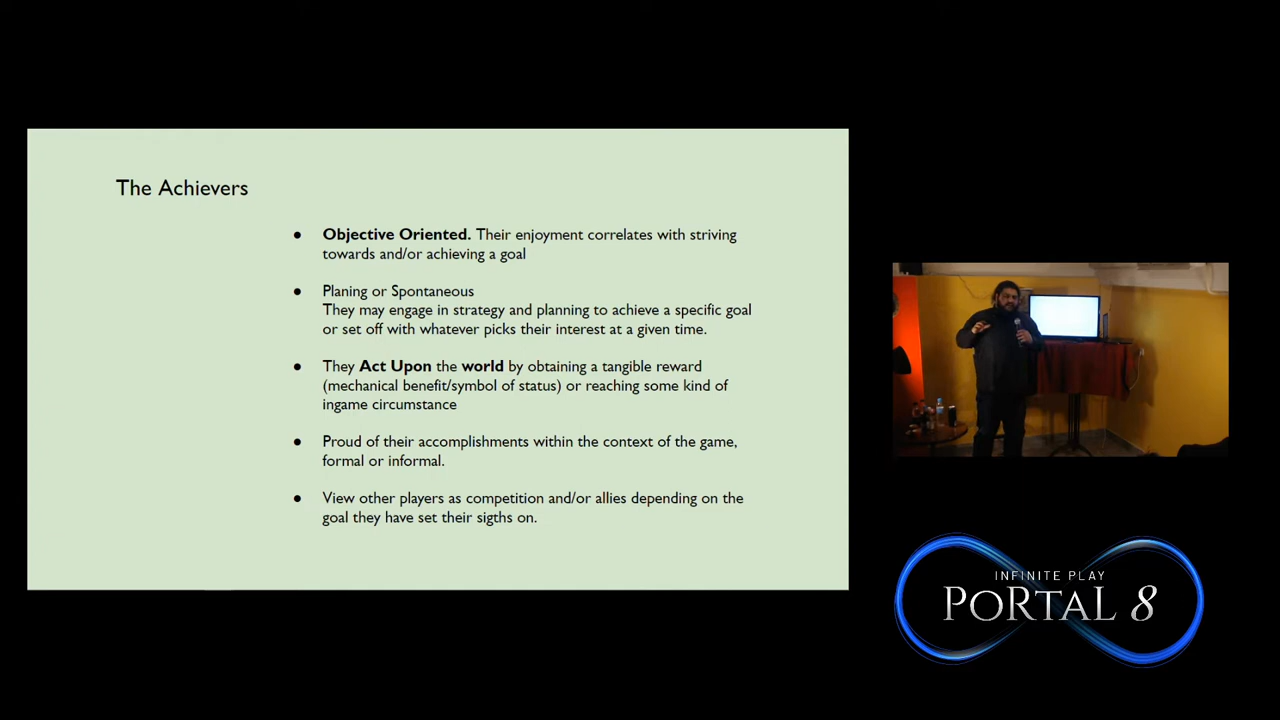 The Achievers
● Objective Oriented. Their enjoyment correlates with striving
towards and/or achieving a goal
● Planing or Spontaneous
They may engage in strategy and planning to achieve a specific goal
or set off with whatever picks their interest at a given time.
● They Act Upon the world by obtaining a tangible reward
(mechanical benefit/symbol of status) or reaching some kind of
ingame circumstance
● Proud of their accomplishments within the context of the game,
formal or informal.
● View other players as competition and/or allies depending on the
goal they have set their sigths on.
INFINITE PLAY
PORTAL 8